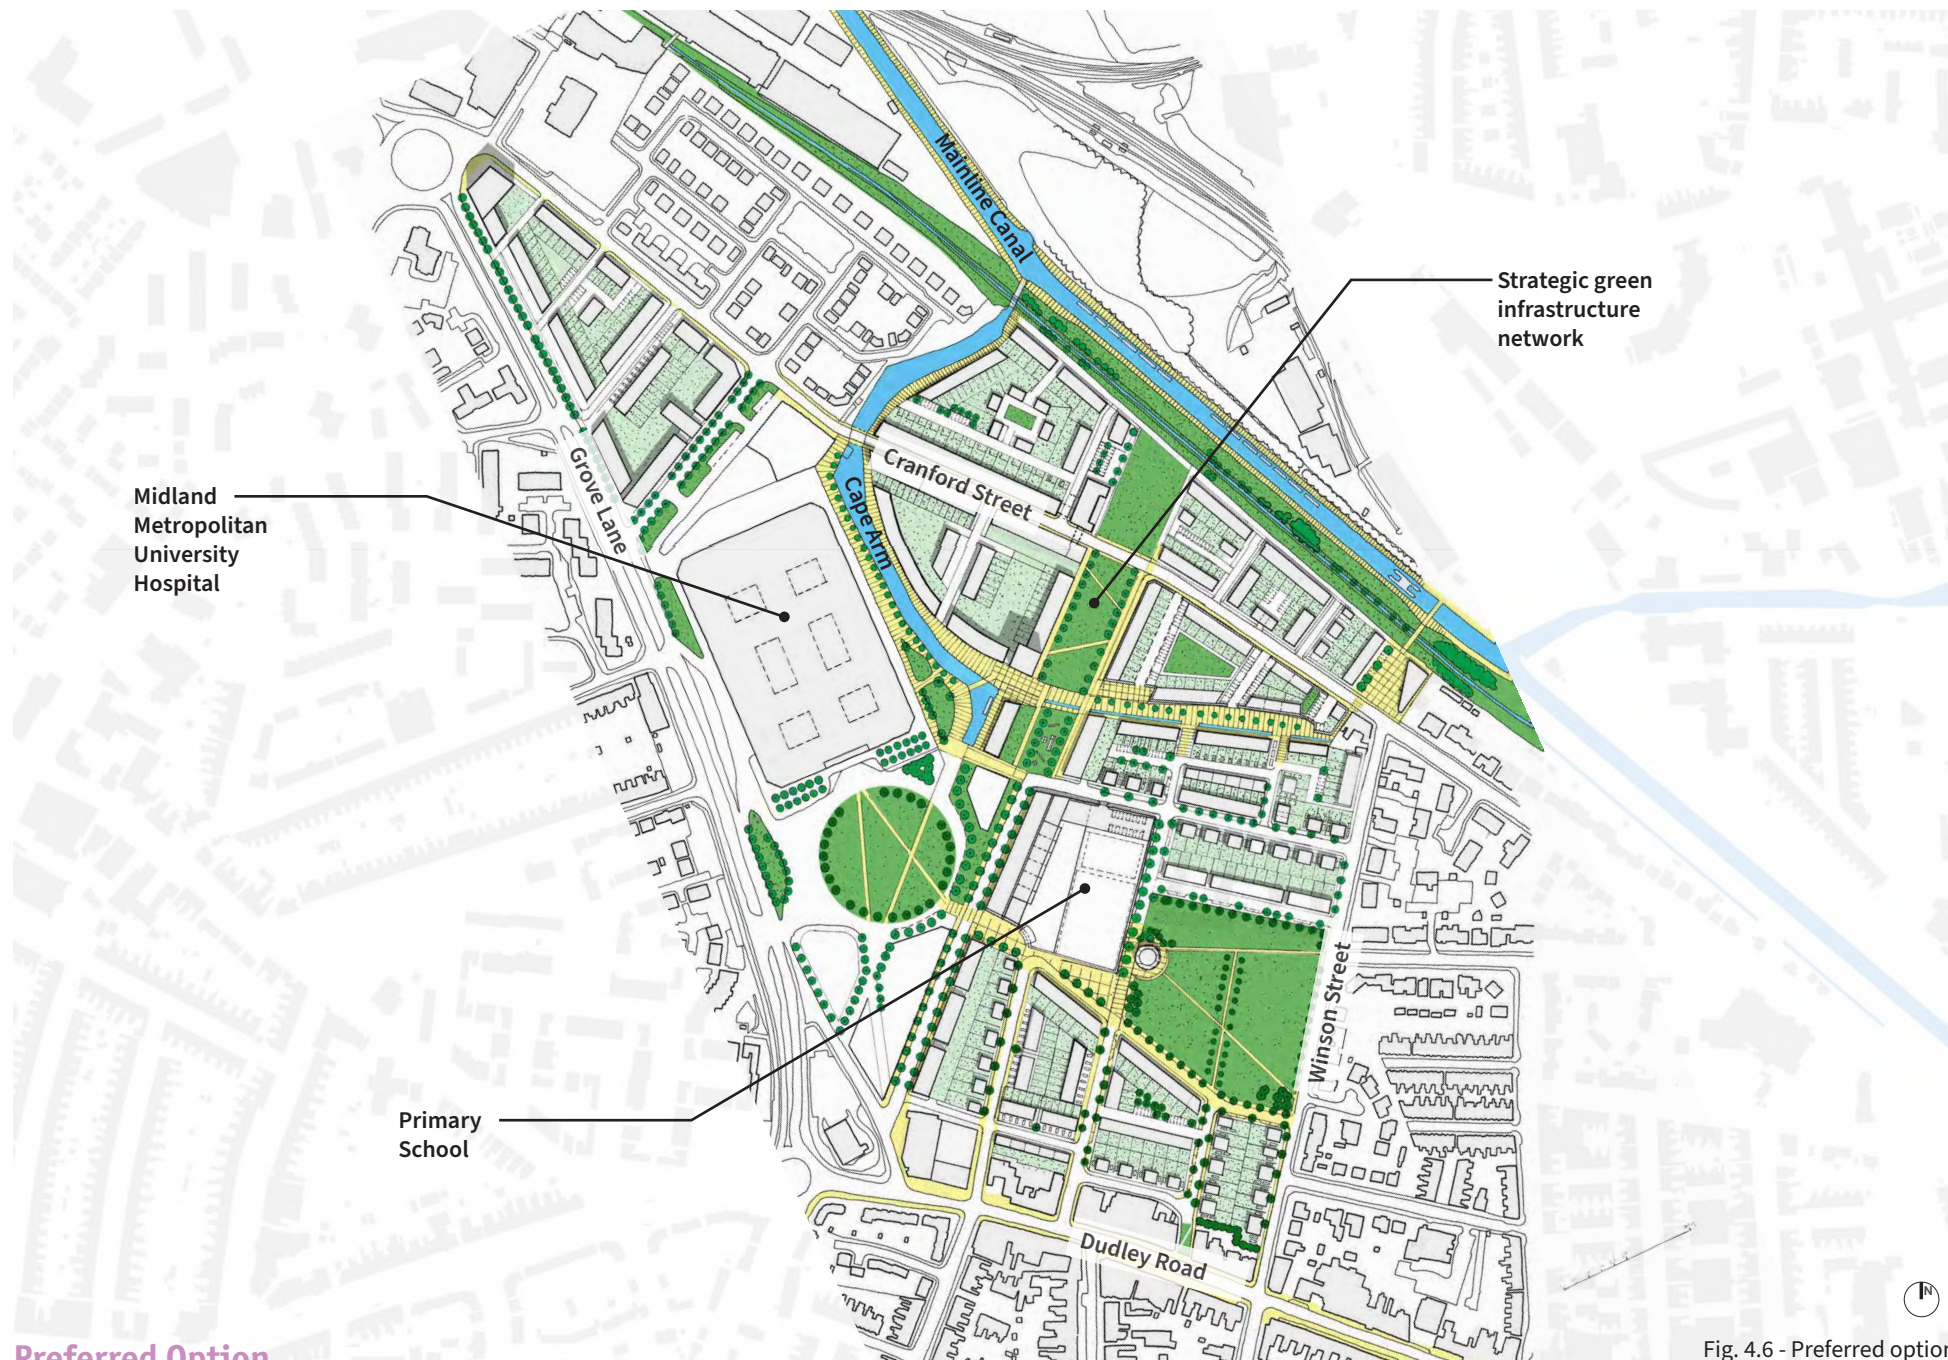 Mainline Canal
Strategic green
infrastructure
network
Cranford Street
Grove Lane
Cape Arm
Midland
Metropolitan
University
Hospital
Winson Street
Primary
School
Dudley Road
N
Preferred Option
Fig. 4.6 - Preferred option